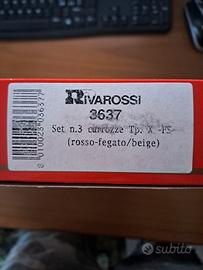 RIVAROSSI
3637
Set n.3 carrozze Tp. X -FS-
(rosso-fegato/beige)
subito